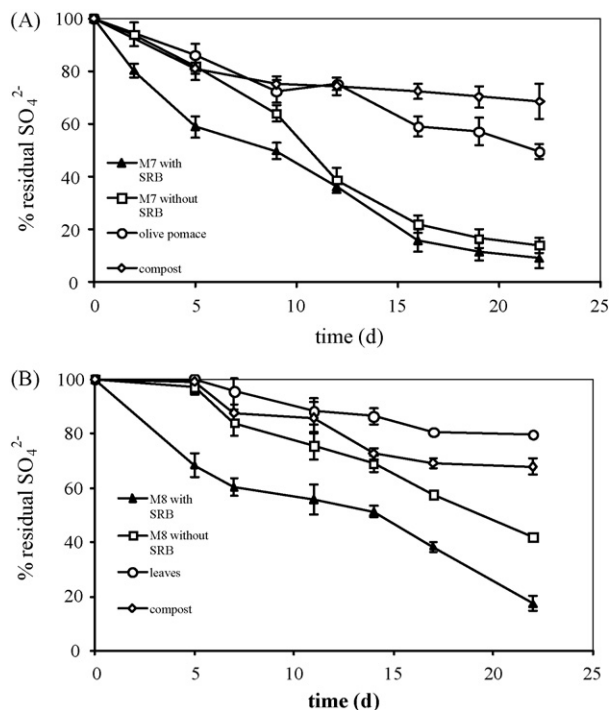 (A)
100
80
60
40
20
0
% residual SO₄²⁻
M7 with
SRB
M7 without
SRB
olive pomace
compost
0 5 10 15 20 25
time (d)
(B)
100
80
60
40
20
0
% residual SO₄²⁻
M8 with
SRB
M8 without
SRB
leaves
compost
0 5 10 15 20 25
time (d)